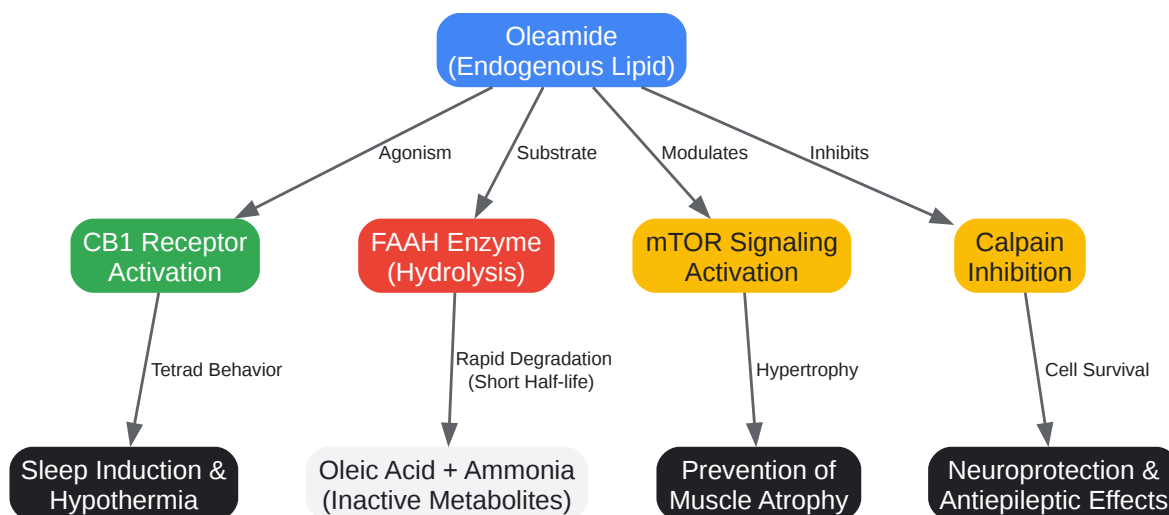 Oleamide
(Endogenous Lipid)
Agonism
Substrate
Modulates
Inhibits
CB1 Receptor
Activation
FAAH Enzyme
(Hydrolysis)
mTOR Signaling
Activation
Calpain
Inhibition
Tetrad Behavior
Rapid Degradation
(Short Half-life)
Hypertrophy
Cell Survival
Sleep Induction &
Hypothermia
Oleic Acid + Ammonia
(Inactive Metabolites)
Prevention of
Muscle Atrophy
Neuroprotection &
Antiepileptic Effects